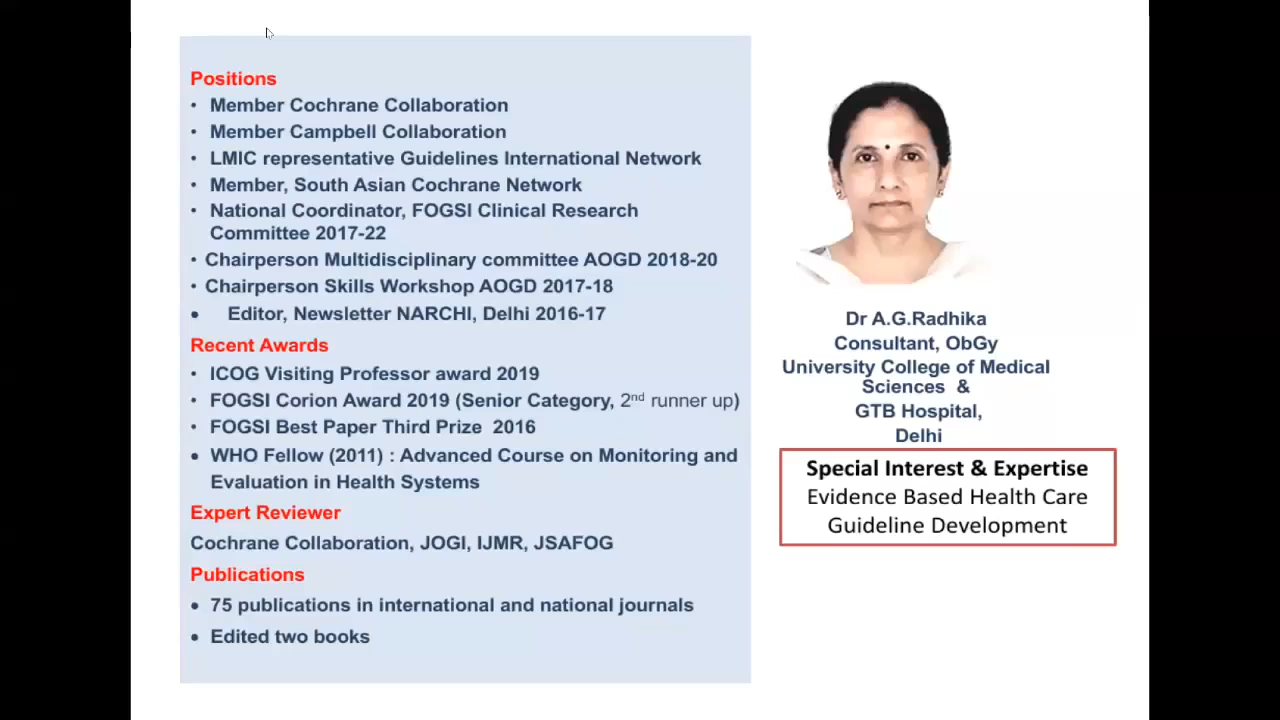 Positions
• Member Cochrane Collaboration
• Member Campbell Collaboration
• LMIC representative Guidelines International Network
• Member, South Asian Cochrane Network
• National Coordinator, FOGSI Clinical Research
Committee 2017-22
• Chairperson Multidisciplinary committee AOGD 2018-20
• Chairperson Skills Workshop AOGD 2017-18
• Editor, Newsletter NARCHI, Delhi 2016-17
Recent Awards
• ICOG Visiting Professor award 2019
• FOGSI Corion Award 2019 (Senior Category, 2nd runner up)
• FOGSI Best Paper Third Prize 2016
• WHO Fellow (2011) : Advanced Course on Monitoring and
Evaluation in Health Systems
Expert Reviewer
Cochrane Collaboration, JOGI, IJMR, JSAFOG
Publications
• 75 publications in international and national journals
• Edited two books
Dr A.G.Radhika
Consultant, ObGy
University College of Medical
Sciences &
GTB Hospital,
Delhi
Special Interest & Expertise
Evidence Based Health Care
Guideline Development